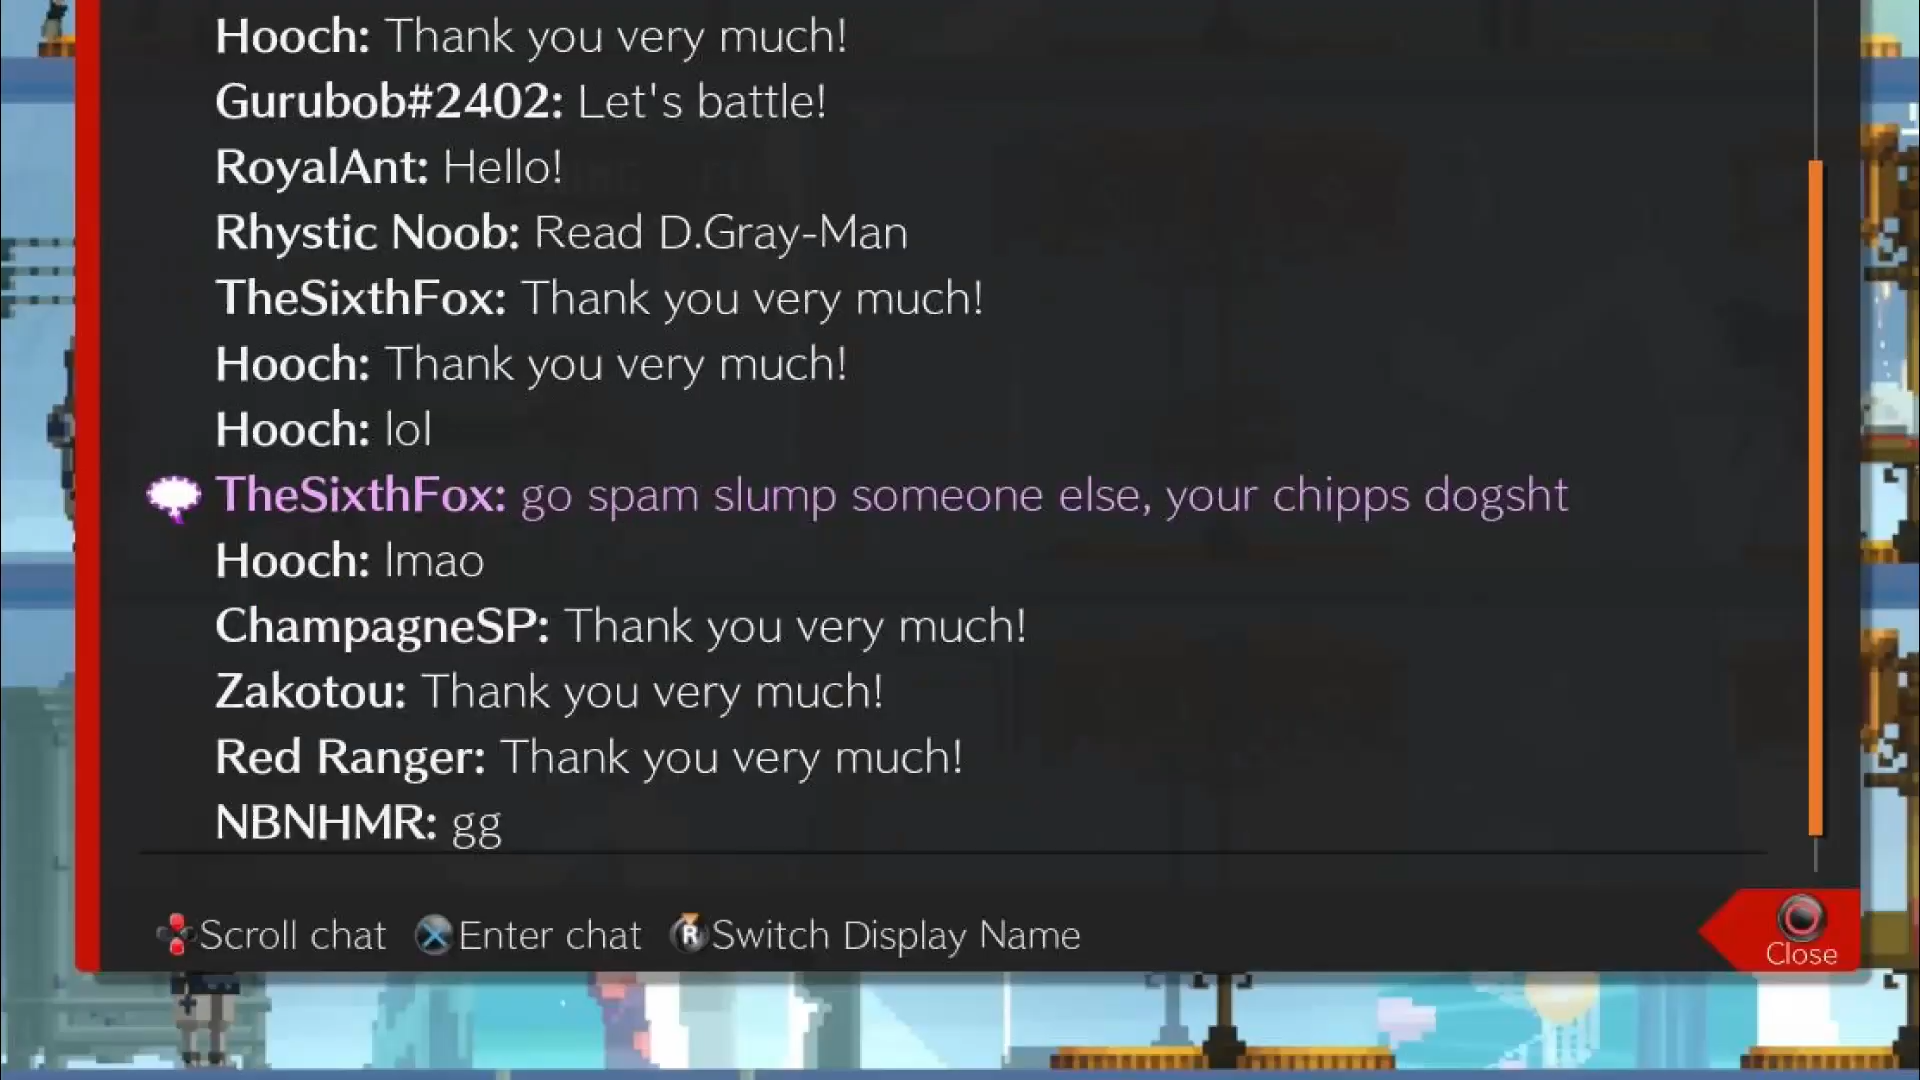 Hooch: Thank you very much!
Gurubob#2402: Let's battle!
RoyalAnt: Hello!
Rhystic Noob: Read D.Gray-Man
TheSixthFox: Thank you very much!
Hooch: Thank you very much!
Hooch: lol
TheSixthFox: go spam slump someone else, your chipps dogsht
Hooch: lmao
ChampagneSP: Thank you very much!
Zakotou: Thank you very much!
Red Ranger: Thank you very much!
NBNHMR: gg
Scroll chat Enter chat R Switch Display Name
Close